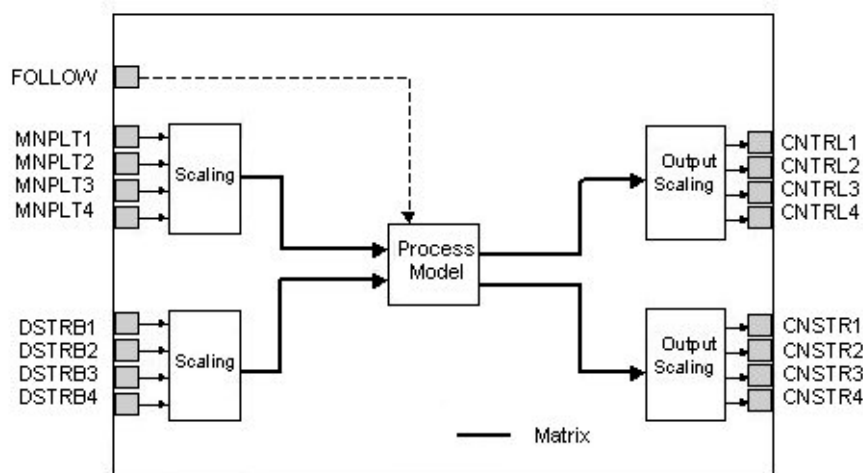 FOLLOW
MNPLT1
MNPLT2
MNPLT3
MNPLT4
Scaling
DSTRB1
DSTRB2
DSTRB3
DSTRB4
Scaling
Process
Model
Output
Scaling
CNTRL1
CNTRL2
CNTRL3
CNTRL4
Output
Scaling
CNSTR1
CNSTR2
CNSTR3
CNSTR4
Matrix